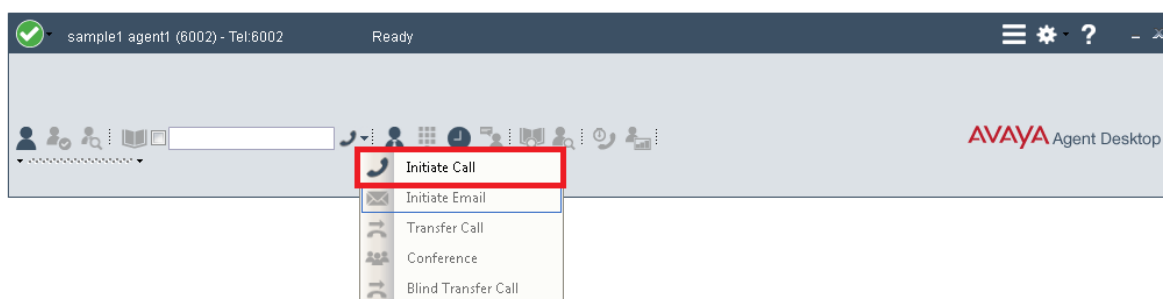 sample1 agent1 (6002) - Tel:6002 Ready ?
AVAYA Agent Desktop
Initiate Call
Initiate Email
Transfer Call
Conference
Blind Transfer Call